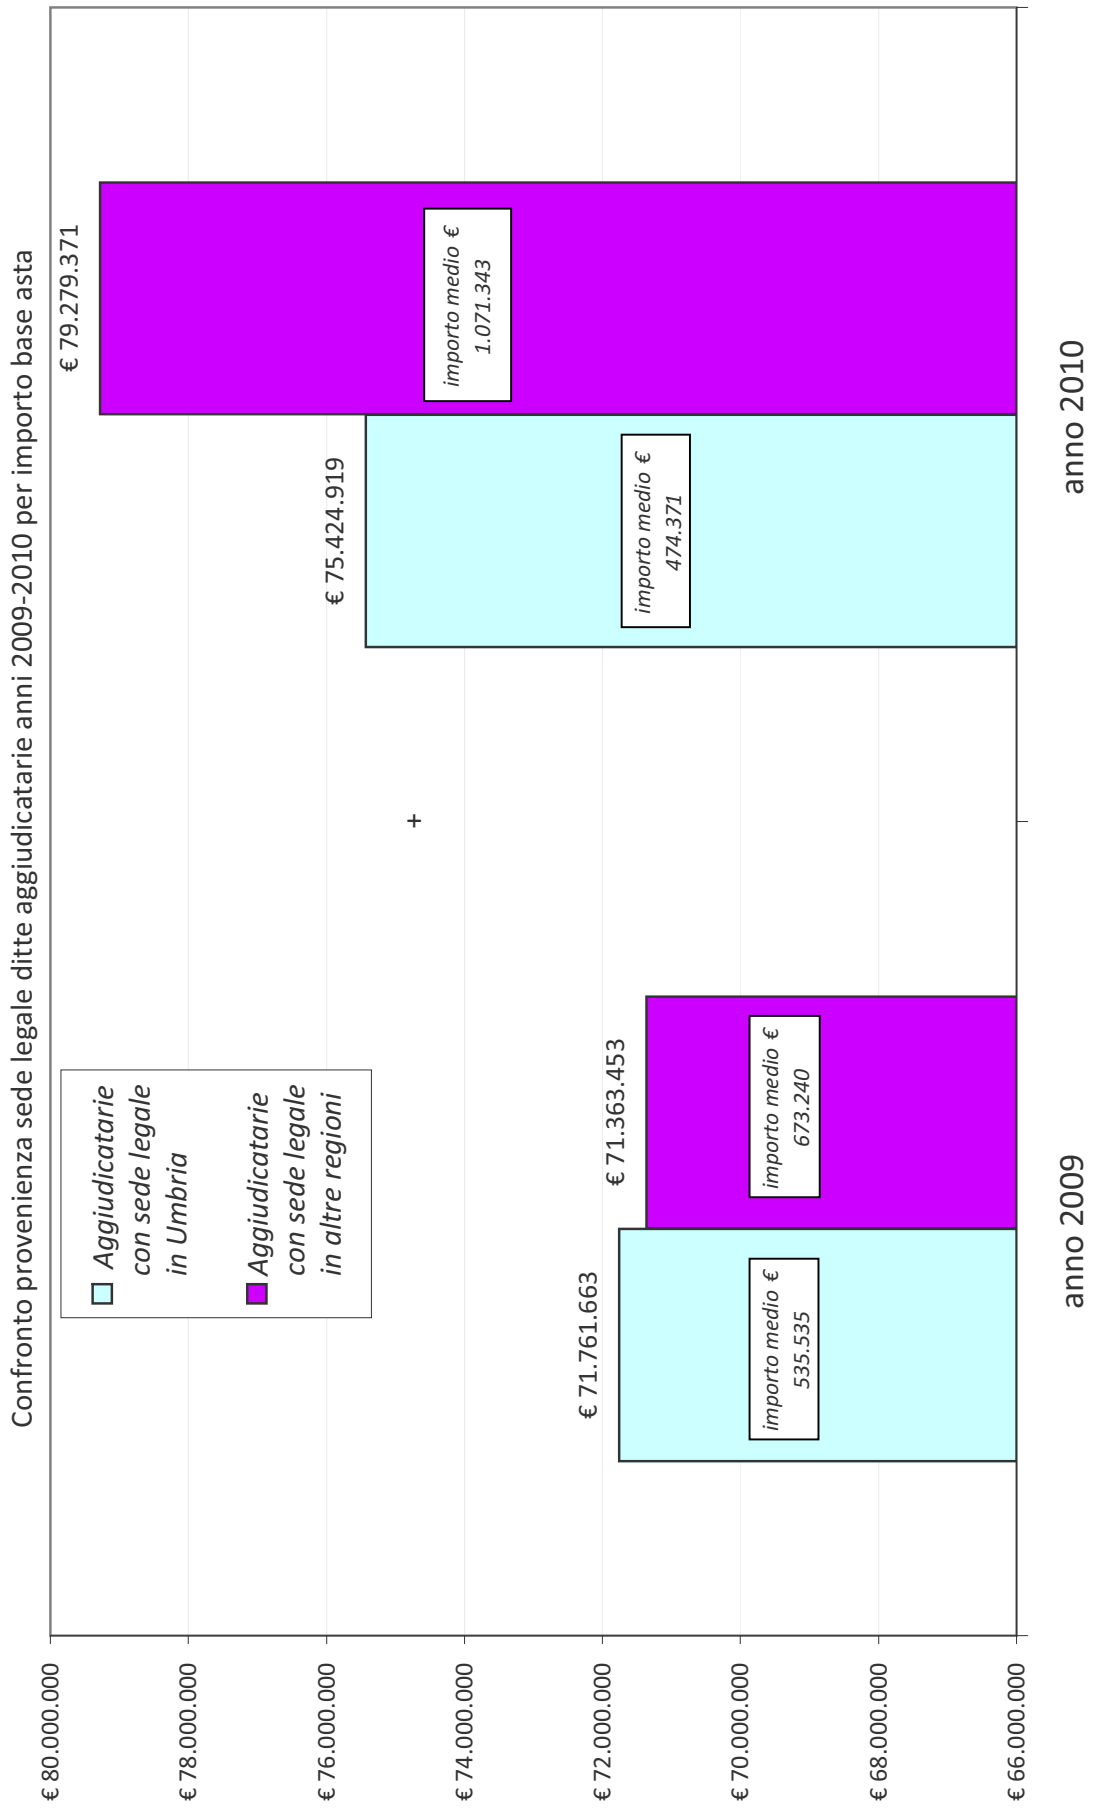 Confronto provenienza sede legale ditte aggiudicatarie anni 2009-2010 per importo base asta
€ 80.000.000
€ 78.000.000
€ 76.000.000
€ 74.000.000
€ 72.000.000
€ 70.000.000
€ 68.000.000
€ 66.000.000
Aggiudicatarie
con sede legale
in Umbria
Aggiudicatarie
con sede legale
in altre regioni
€ 71.761.663
importo medio €
535.535
€ 71.363.453
importo medio €
673.240
+
€ 75.424.919
importo medio €
474.371
€ 79.279.371
importo medio €
1.071.343
anno 2009
anno 2010